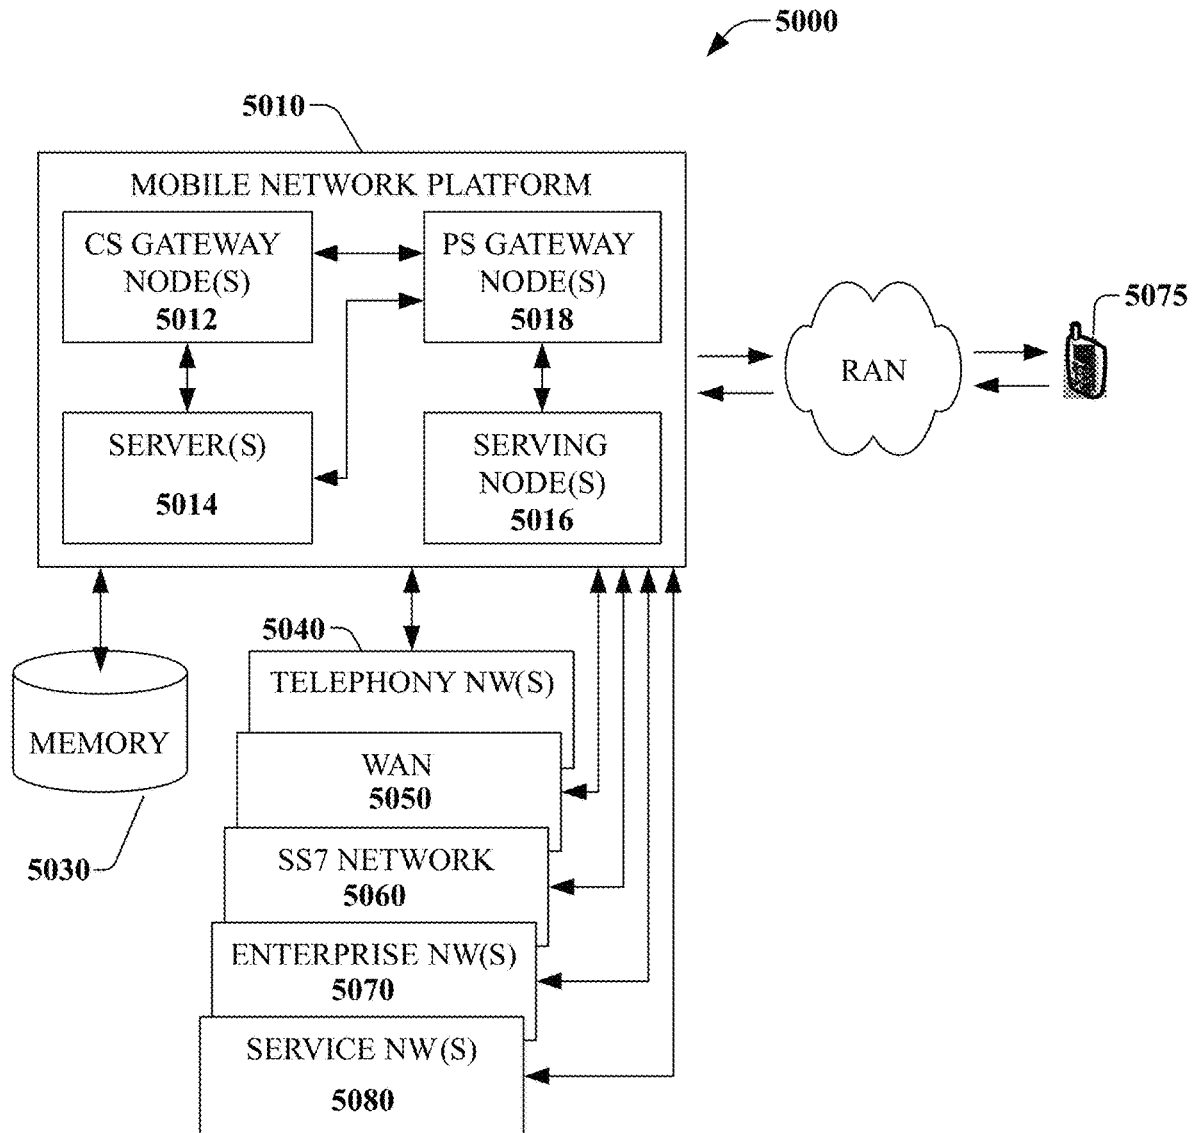 5000
5010
MOBILE NETWORK PLATFORM
CS GATEWAY
NODE(S)
5012
PS GATEWAY
NODE(S)
5018
SERVER(S)
5014
SERVING
NODE(S)
5016
RAN
5075
5040
TELEPHONY NW(S)
MEMORY
5030
WAN
5050
SS7 NETWORK
5060
ENTERPRISE NW(S)
5070
SERVICE NW(S)
5080